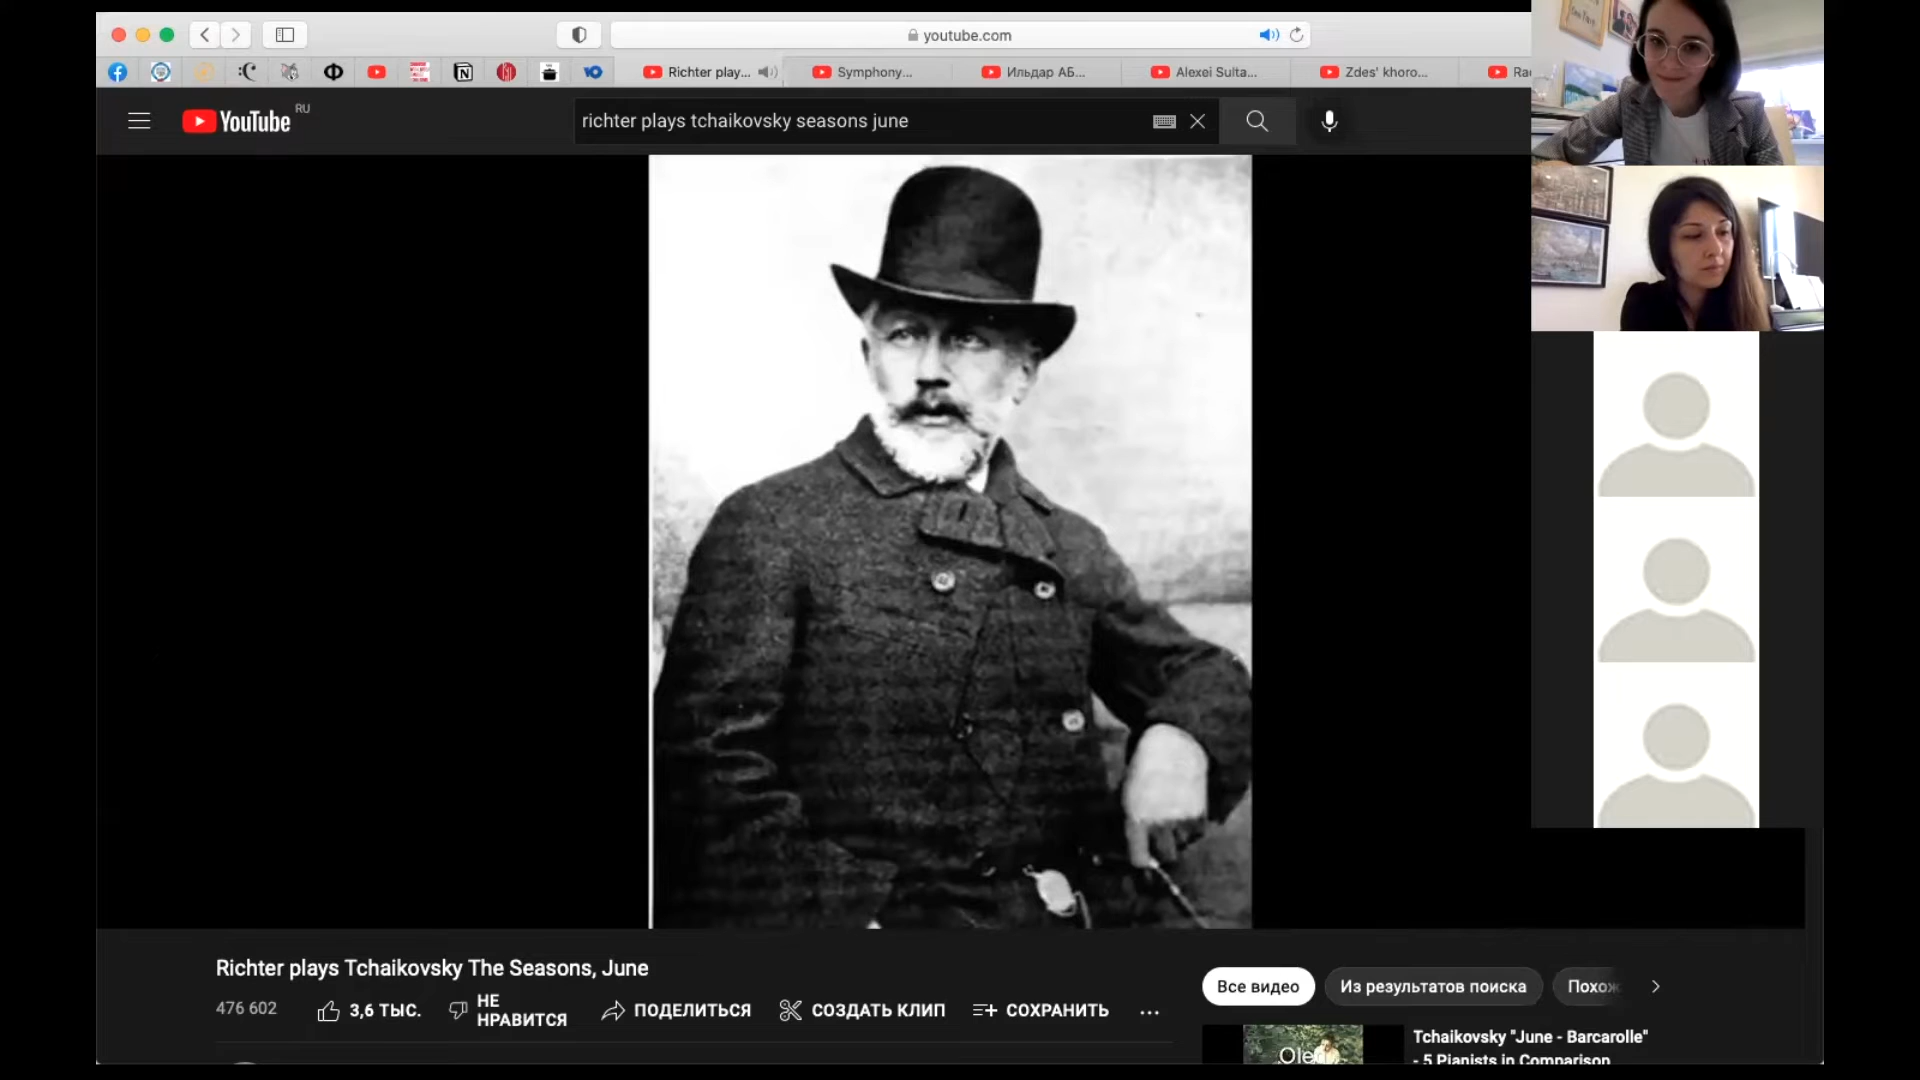 youtube.com
Richter play...
Symphony...
Ильдар АБ...
Alexei Sulta...
Zdes' khoro...
YouTube RU
richter plays tchaikovsky seasons june
Richter plays Tchaikovsky The Seasons, June
476 602
3,6 ТЫС.
НЕ
НРАВИТСЯ
ПОДЕЛИТЬСЯ
СОЗДАТЬ КЛИП
СОХРАНИТЬ
Все видео
Из результатов поиска
Похож
Tchaikovsky "June - Barcarolle"
- 5 Pianists in Comparison